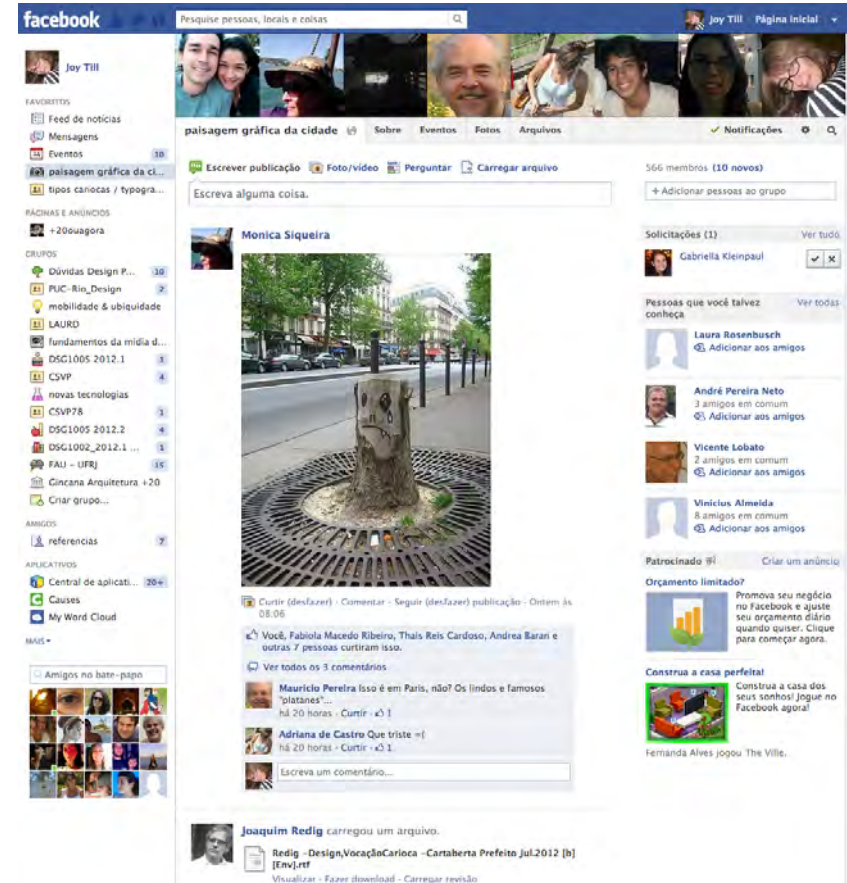 facebook
Pesquise pessoas, locais e coisas
Joy Till Página inicial
Joy Till
FAVORITOS
Feed de notícias
Mensagens
Eventos 10
paisagem gráfica da ci...
tipos cariocas / typogra...
PÁGINAS E ANÚNCIOS
+20ouagora
GRUPOS
Dúvidas Design P... 10
PUC-Rio_Design 2
mobilidade & ubiquidade
LAURD
fundamentos da mídia d...
DSG1005 2012.1 3
CSVP 4
novas tecnologias
CSVP78 1
DSG1005 2012.2 4
DSG1002_2012.1 ... 1
FAU - UFRJ 15
Gincana Arquitetura +20
Criar grupo...
AMIGOS
referencias 7
APLICATIVOS
Central de aplicati... 20+
Causes
My Word Cloud
MAIS
Amigos no bate-papo
paisagem gráfica da cidade Sobre Eventos Fotos Arquivos Notificações
Escrever publicação Foto/vídeo Perguntar Carregar arquivo
Escreva alguma coisa.
Monica Siqueira
Curtir (desfazer) · Comentar · Seguir (desfazer) publicação · Ontem às
08:06
Você, Fabiola Macedo Ribeiro, Thais Reis Cardoso, Andrea Baran e
outras 7 pessoas curtiram isso.
Ver todos os 3 comentários
Mauricio Pereira Isso é em Paris, não? Os lindos e famosos
"platanes"...
há 20 horas · Curtir · 1
Adriana de Castro Que triste =(
há 20 horas · Curtir · 1
Escreva um comentário...
Joaquim Redig carregou um arquivo.
Redig -Design,VocaçãoCarioca -Cartaberta Prefeito Jul.2012 [b]
[Env].rtf
Visualizar · Fazer download · Carregar revisão
566 membros (10 novos)
+ Adicionar pessoas ao grupo
Solicitações (1) Ver tudo
Gabriella Kleinpaul
Pessoas que você talvez Ver todas
conheça
Laura Rosenbusch
Adicionar aos amigos
André Pereira Neto
3 amigos em comum
Adicionar aos amigos
Vicente Lobato
2 amigos em comum
Adicionar aos amigos
Vinicius Almeida
8 amigos em comum
Adicionar aos amigos
Patrocinado Criar um anúncio
Orçamento limitado?
Promova seu negócio
no Facebook e ajuste
seu orçamento diário
quando quiser. Clique
para começar agora.
Construa a casa perfeita!
Construa a casa dos
seus sonhos! Jogue no
Facebook agora!
Fernanda Alves jogou The Ville.